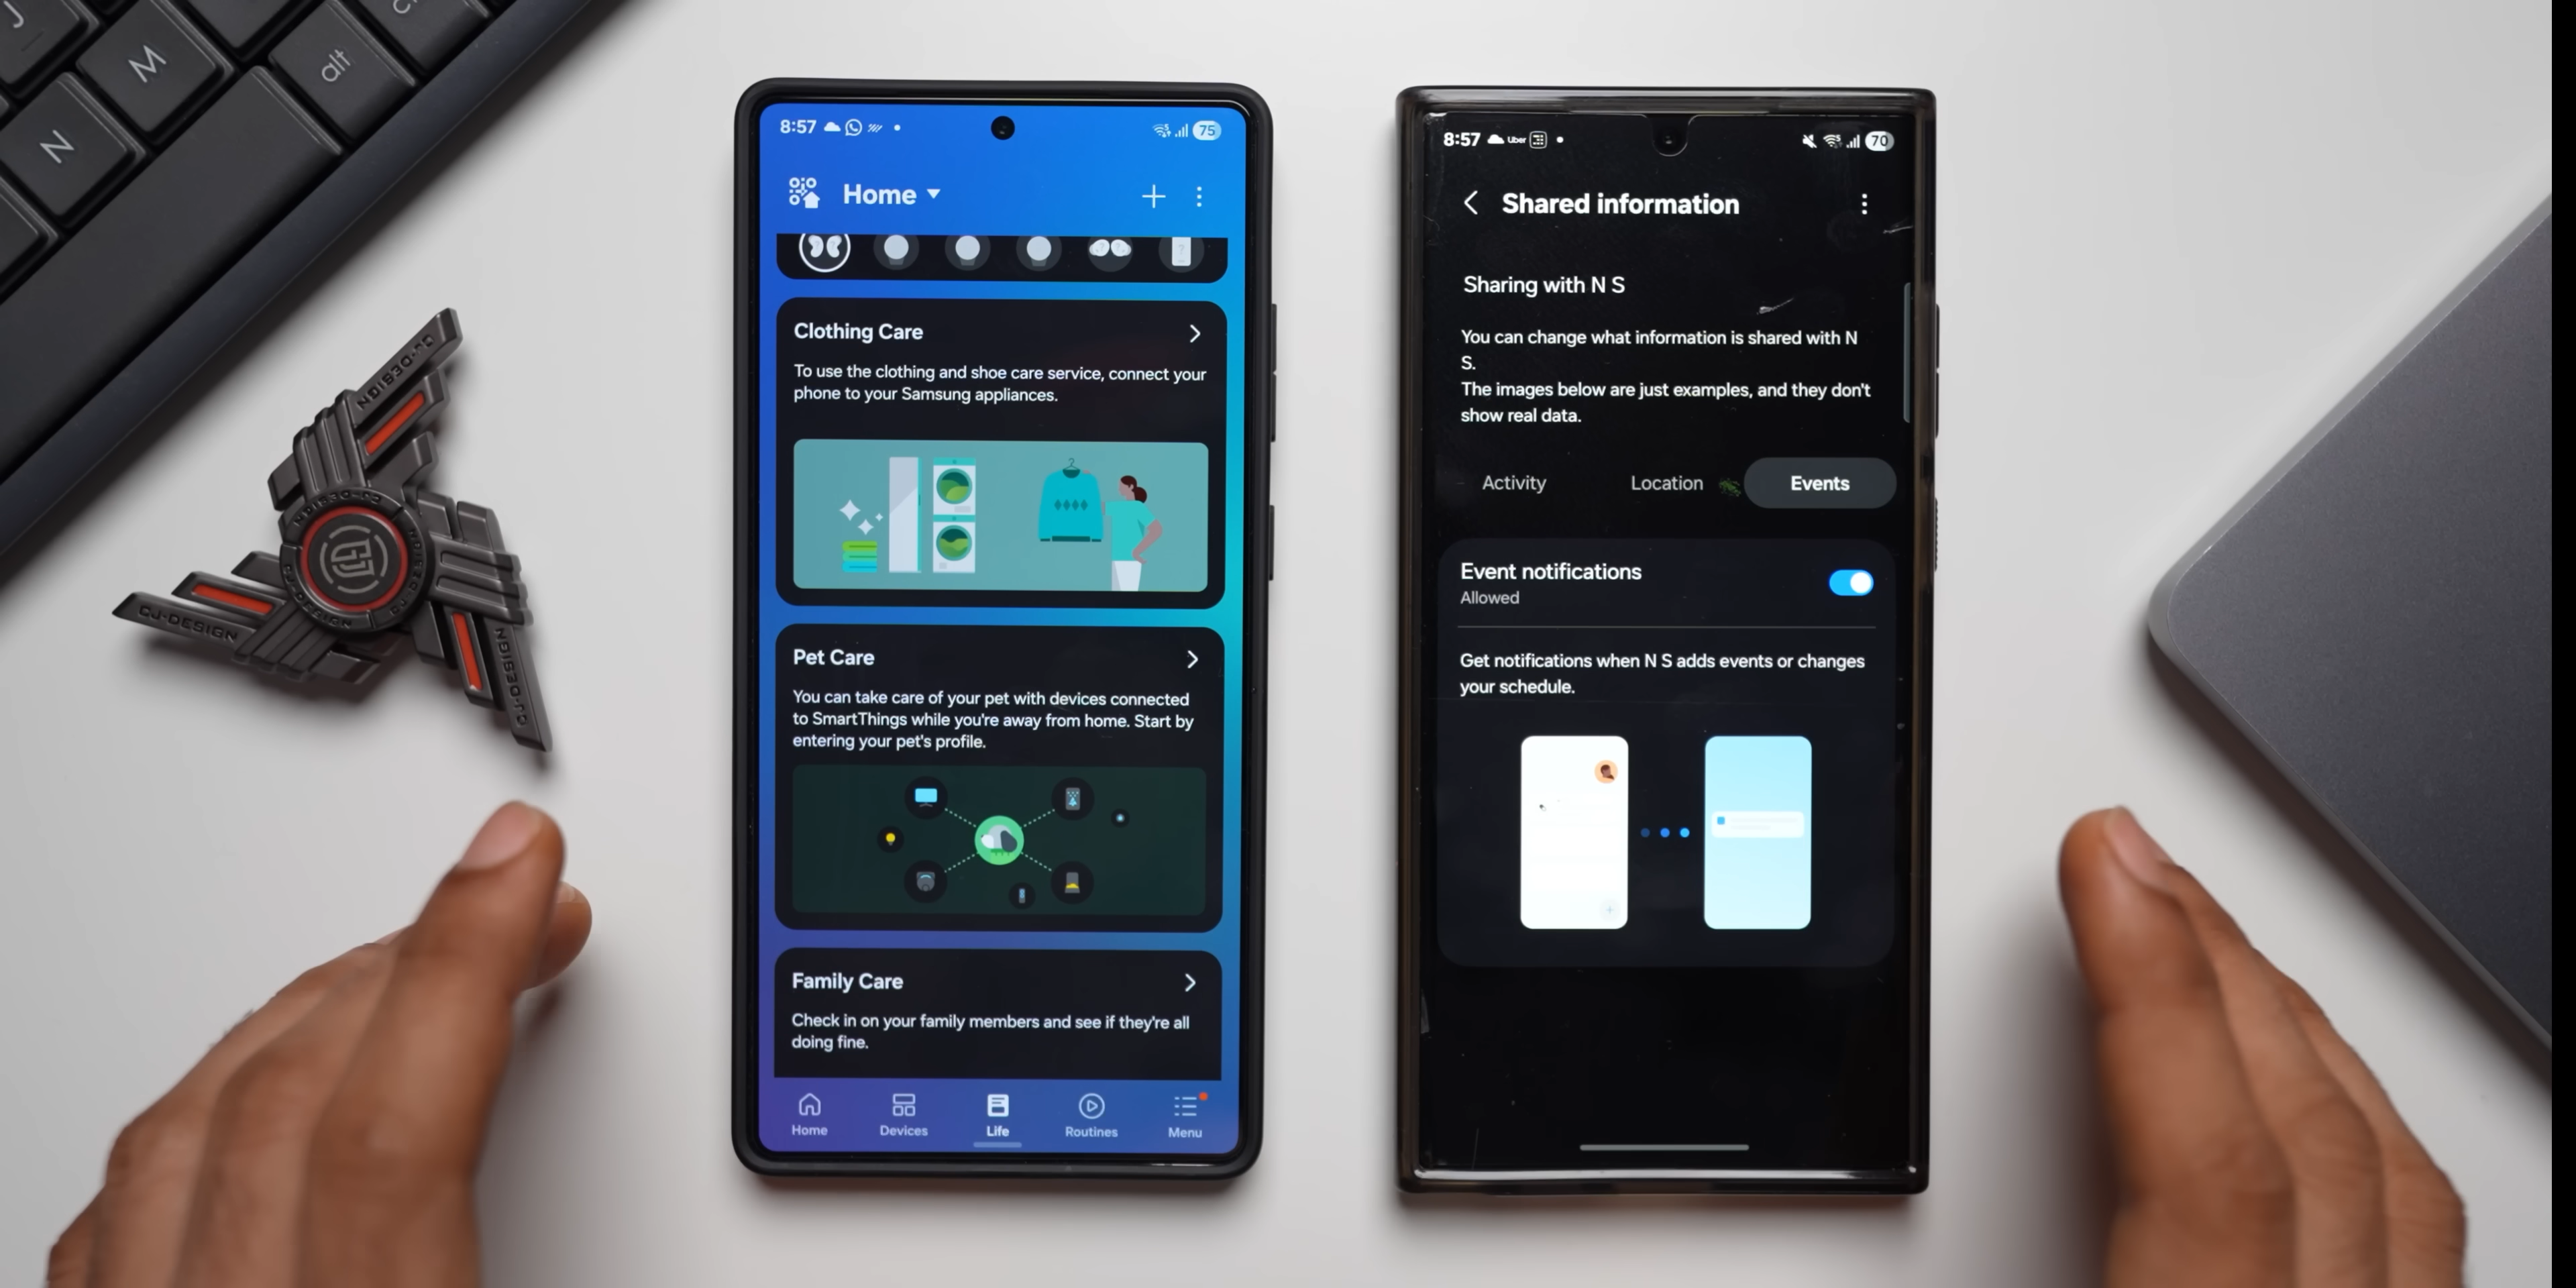 J
M
N
alt
CJ-DESIGN
CJ-DESIGN
CJ-DESIGN
8:57
75
Home
Clothing Care
To use the clothing and shoe care service, connect your
phone to your Samsung appliances.
Pet Care
You can take care of your pet with devices connected
to SmartThings while you're away from home. Start by
entering your pet's profile.
Family Care
Check in on your family members and see if they're all
doing fine.
Home
Devices
Life
Routines
Menu
8:57
Uber
70
Shared information
Sharing with N S
You can change what information is shared with N
S.
The images below are just examples, and they don't
show real data.
Activity
Location
Events
Event notifications
Allowed
Get notifications when N S adds events or changes
your schedule.